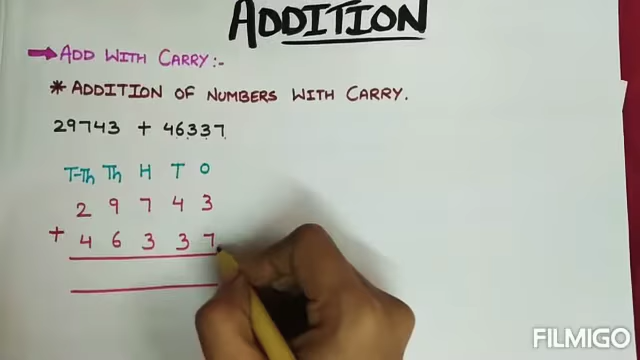 ADDITION
ADD WITH CARRY:-
* ADDITION OF NUMBERS WITH CARRY.
29743 + 46337
T-Th Th H T O
2 9 7 4 3
+ 4 6 3 3 7
FILMIGO